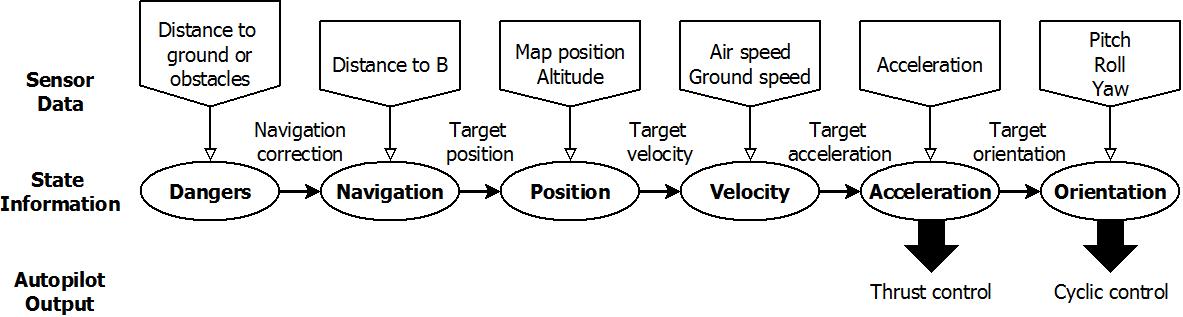 Sensor
Data
Distance to
ground or
obstacles
Distance to B
Map position
Altitude
Air speed
Ground speed
Acceleration
Pitch
Roll
Yaw
Navigation
correction
Target
position
Target
velocity
Target
acceleration
Target
orientation
State
Information
Dangers
Navigation
Position
Velocity
Acceleration
Orientation
Autopilot
Output
Thrust control
Cyclic control